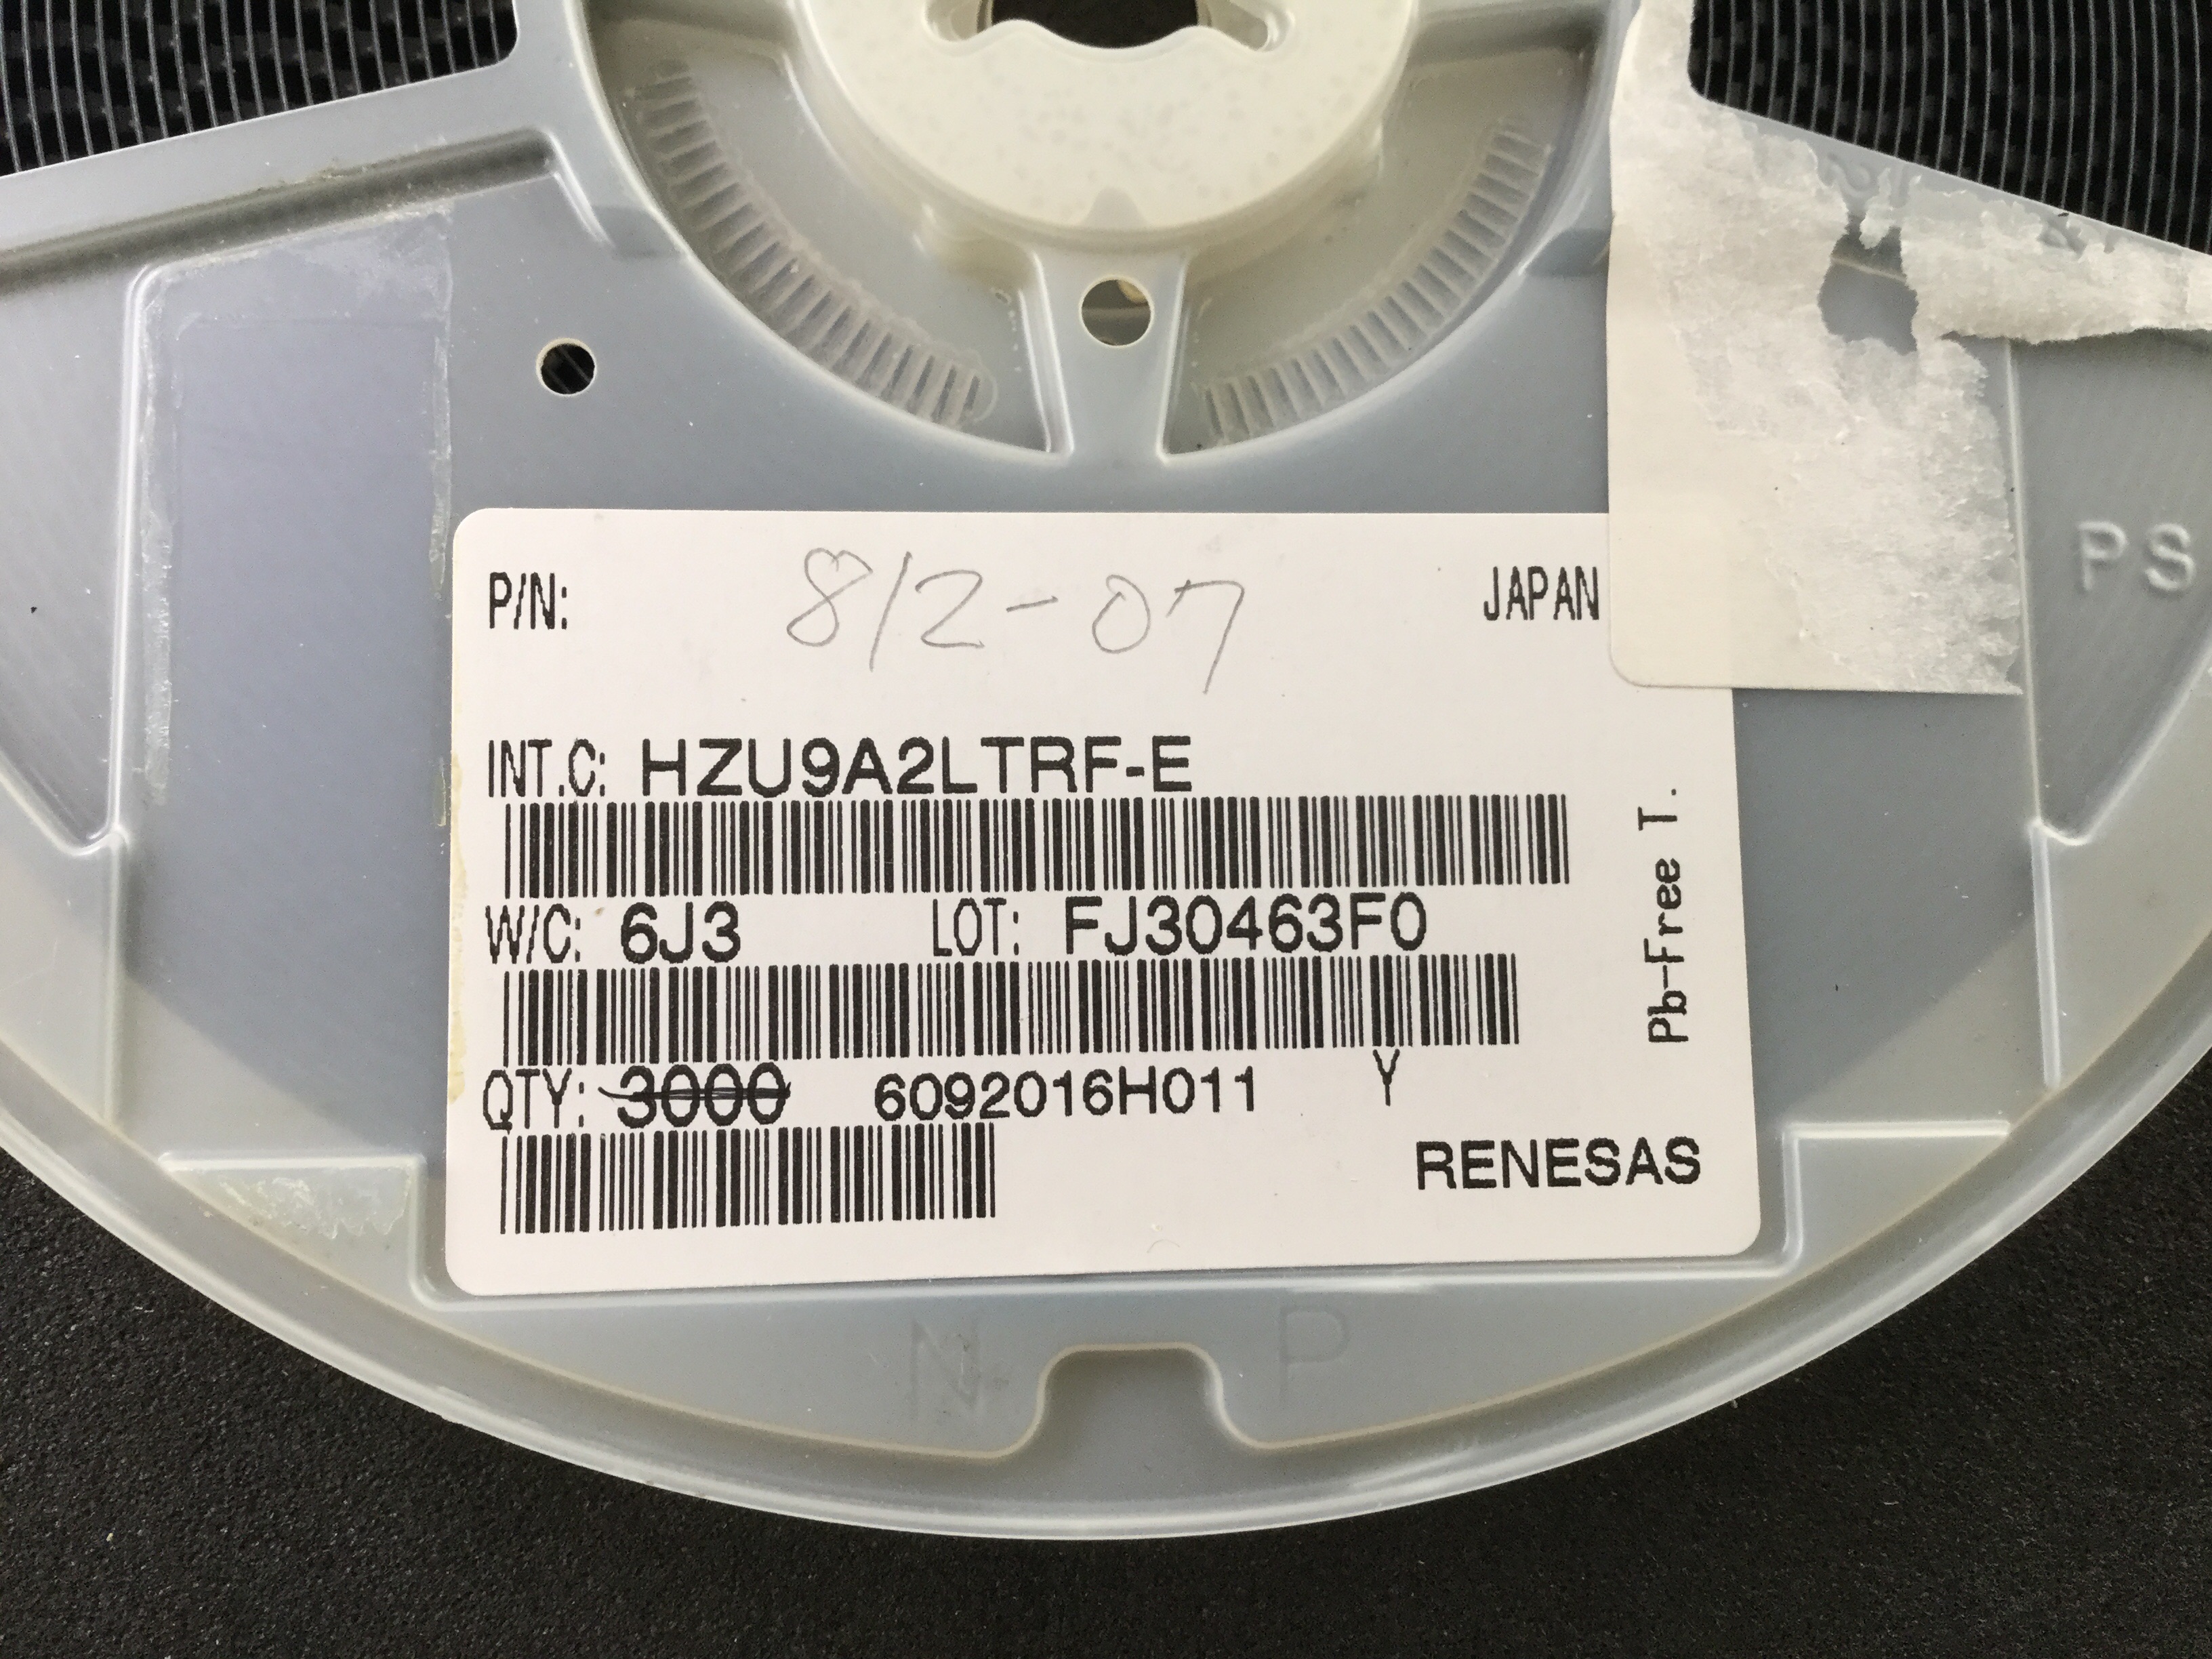 P/N: 812-07 JAPAN
INT.C: HZU9A2LTRF-E
W/C: 6J3 LOT: FJ30463F0
QTY: 3000 6092016H011 Y
RENESAS
Pb-Free T.
PS
N P